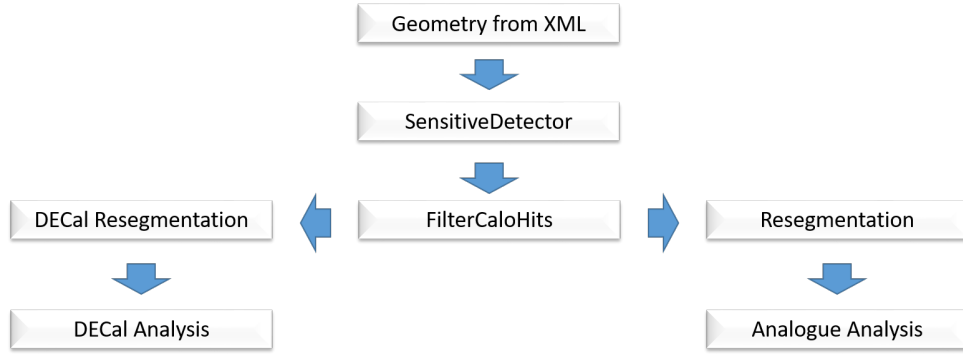 Geometry from XML
SensitiveDetector
DECal Resegmentation
FilterCaloHits
Resegmentation
DECal Analysis
Analogue Analysis